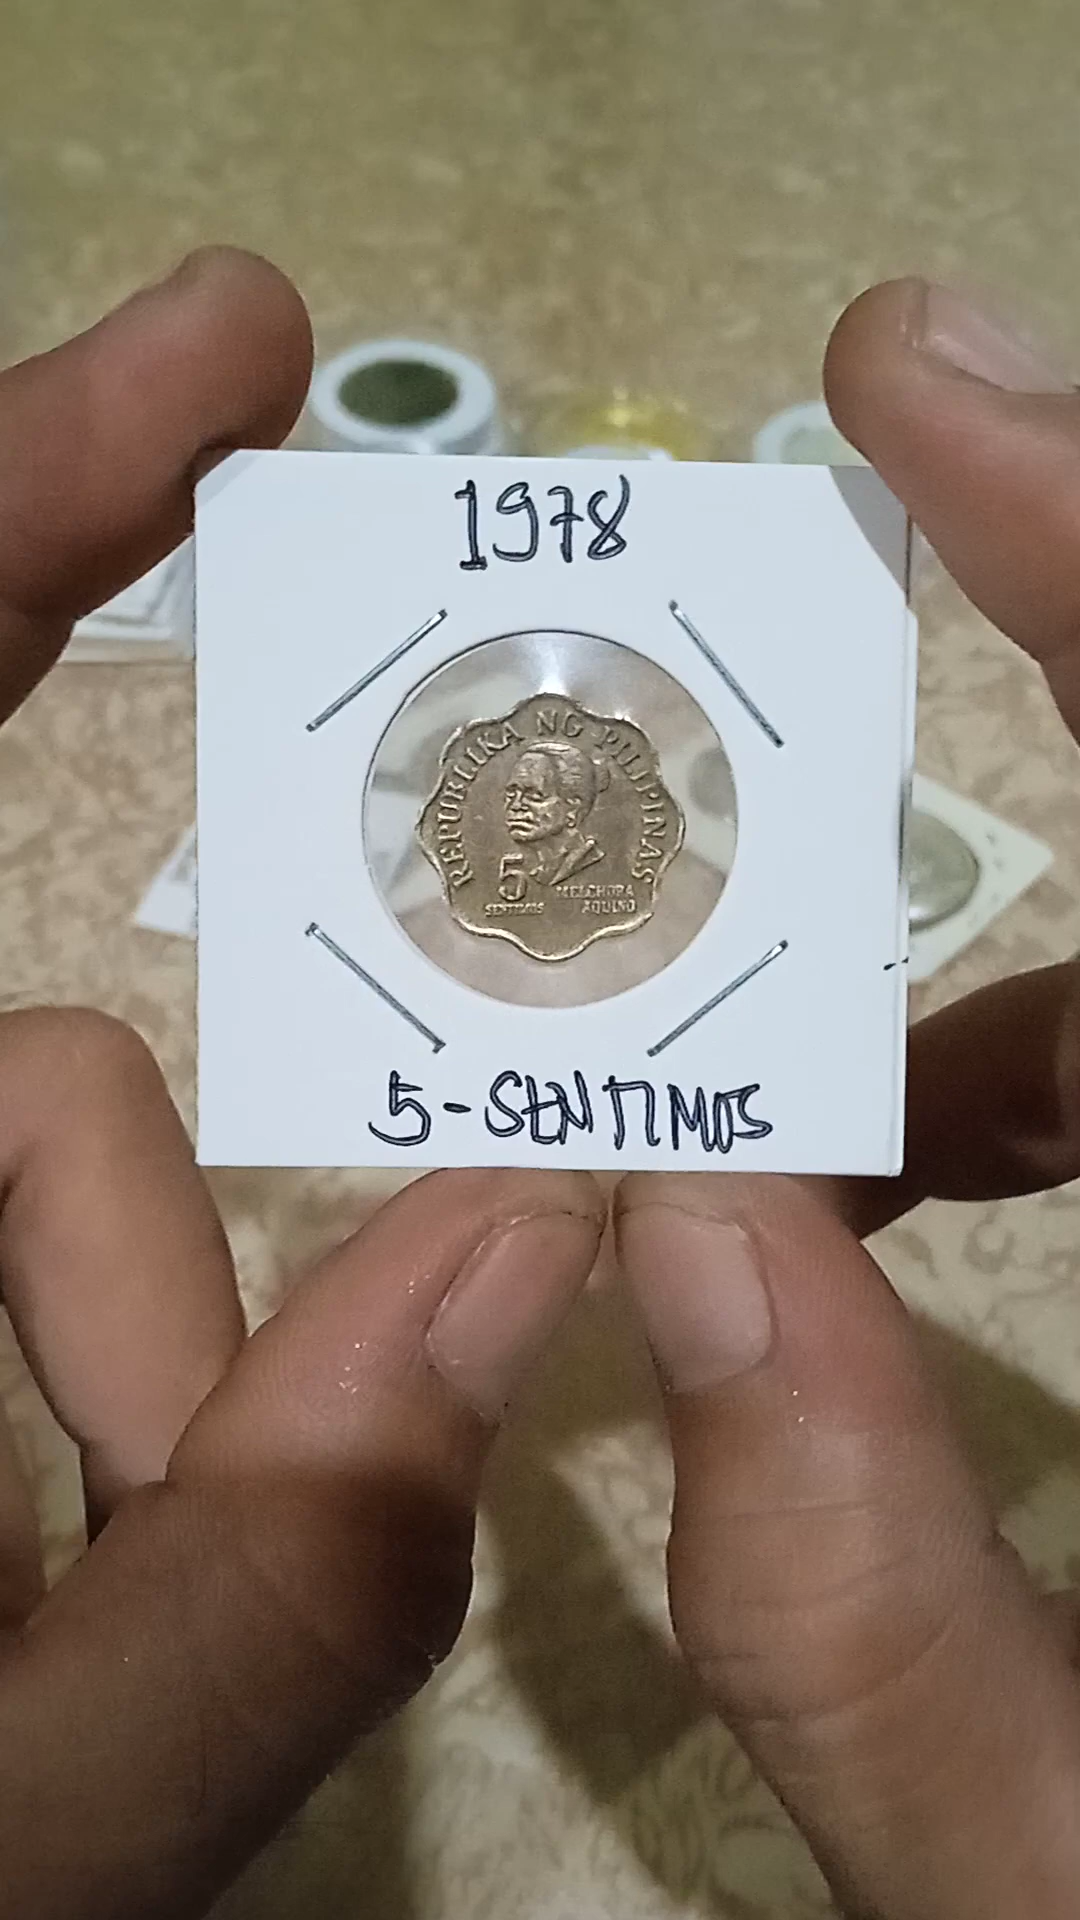 1978
REPUBLIKA NG PILIPINAS
5
SENTIMOS
MELCHORA
AQUINO
5-SENTIMOS